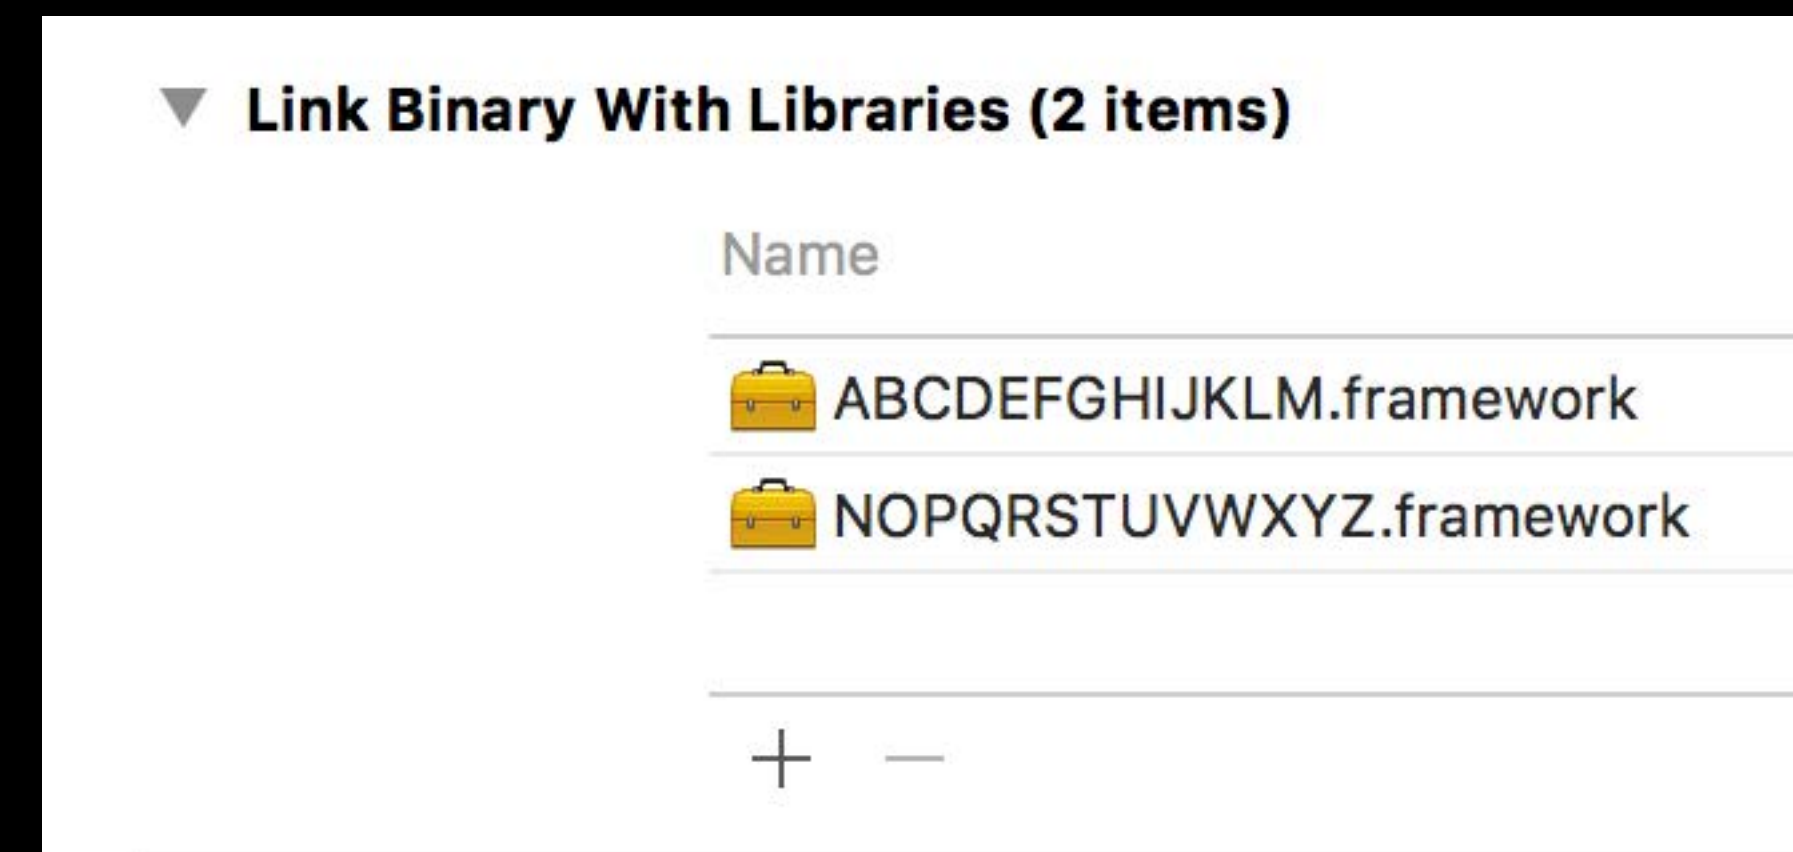 Link Binary With Libraries (2 items)
Name
ABCDEFGHIJKLM.framework
NOPQRSTUVWXYZ.framework